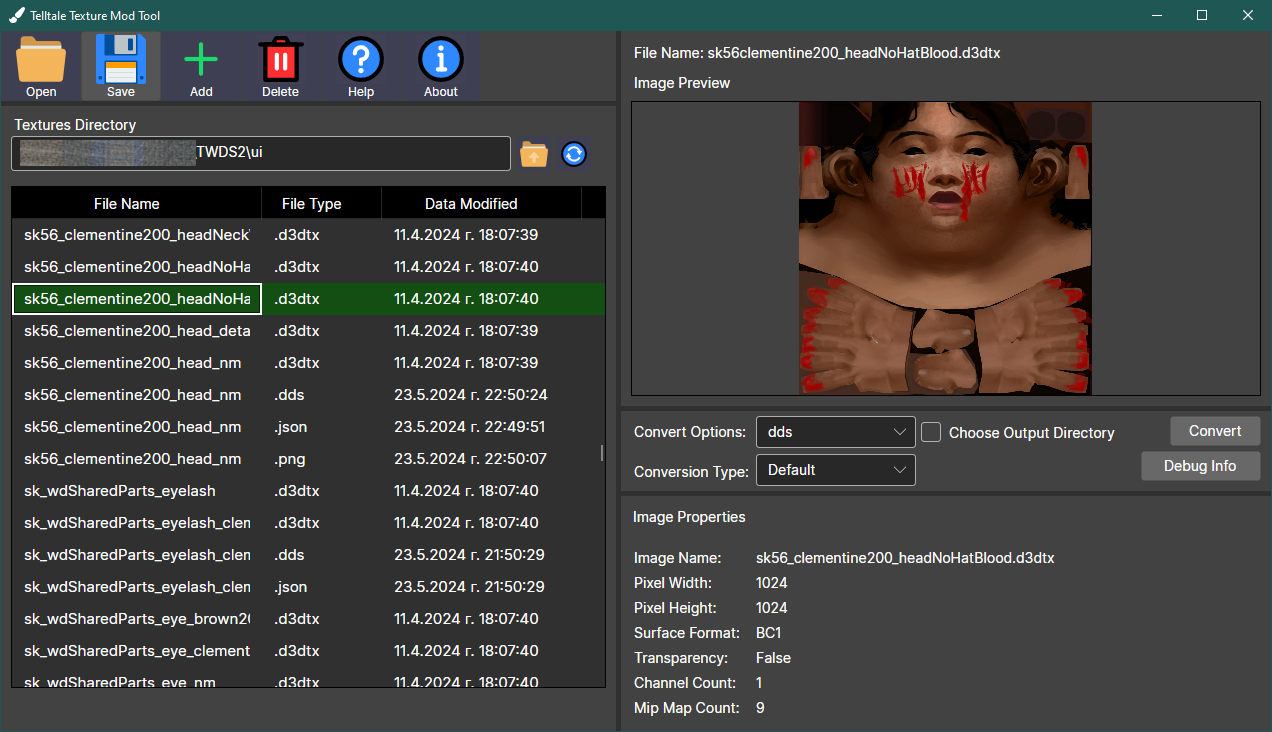 Telltale Texture Mod Tool
Open
Save
Add
Delete
Help
About
Textures Directory
_TWDS2\ui
File Name File Type Data Modified
sk56_clementine200_headNeck .d3dtx 11.4.2024 г. 18:07:39
sk56_clementine200_headNoHa .d3dtx 11.4.2024 г. 18:07:40
sk56_clementine200_headNoHa .d3dtx 11.4.2024 г. 18:07:40
sk56_clementine200_head_deta .d3dtx 11.4.2024 г. 18:07:39
sk56_clementine200_head_nm .d3dtx 11.4.2024 г. 18:07:39
sk56_clementine200_head_nm .dds 23.5.2024 г. 22:50:24
sk56_clementine200_head_nm .json 23.5.2024 г. 22:49:51
sk56_clementine200_head_nm .png 23.5.2024 г. 22:50:07
sk_wdSharedParts_eyelash .d3dtx 11.4.2024 г. 18:07:40
sk_wdSharedParts_eyelash_clem .d3dtx 11.4.2024 г. 18:07:40
sk_wdSharedParts_eyelash_clem .dds 23.5.2024 г. 21:50:29
sk_wdSharedParts_eyelash_clem .json 23.5.2024 г. 21:50:29
sk_wdSharedParts_eye_brown20 .d3dtx 11.4.2024 г. 18:07:40
sk_wdSharedParts_eye_clement .d3dtx 11.4.2024 г. 18:07:40
sk_wdSharedParts_eye_nm .d3dtx 11.4.2024 г. 18:07:40
File Name: sk56clementine200_headNoHatBlood.d3dtx
Image Preview
Convert Options: dds Choose Output Directory Convert
Conversion Type: Default Debug Info
Image Properties
Image Name: sk56_clementine200_headNoHatBlood.d3dtx
Pixel Width: 1024
Pixel Height: 1024
Surface Format: BC1
Transparency: False
Channel Count: 1
Mip Map Count: 9